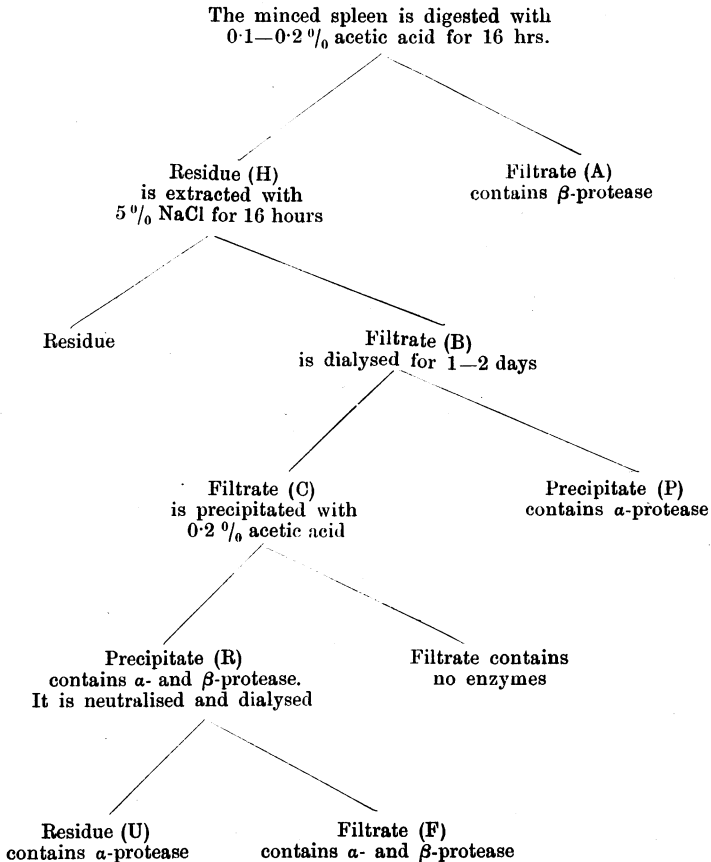 The minced spleen is digested with
0·1—0·2 % acetic acid for 16 hrs.
Residue (H)
is extracted with
5 % NaCl for 16 hours
Filtrate (A)
contains β-protease
Residue
Filtrate (B)
is dialysed for 1—2 days
Filtrate (C)
is precipitated with
0·2 % acetic acid
Precipitate (P)
contains α-protease
Precipitate (R)
contains α- and β-protease.
It is neutralised and dialysed
Filtrate contains
no enzymes
Residue (U)
contains α-protease
Filtrate (F)
contains α- and β-protease